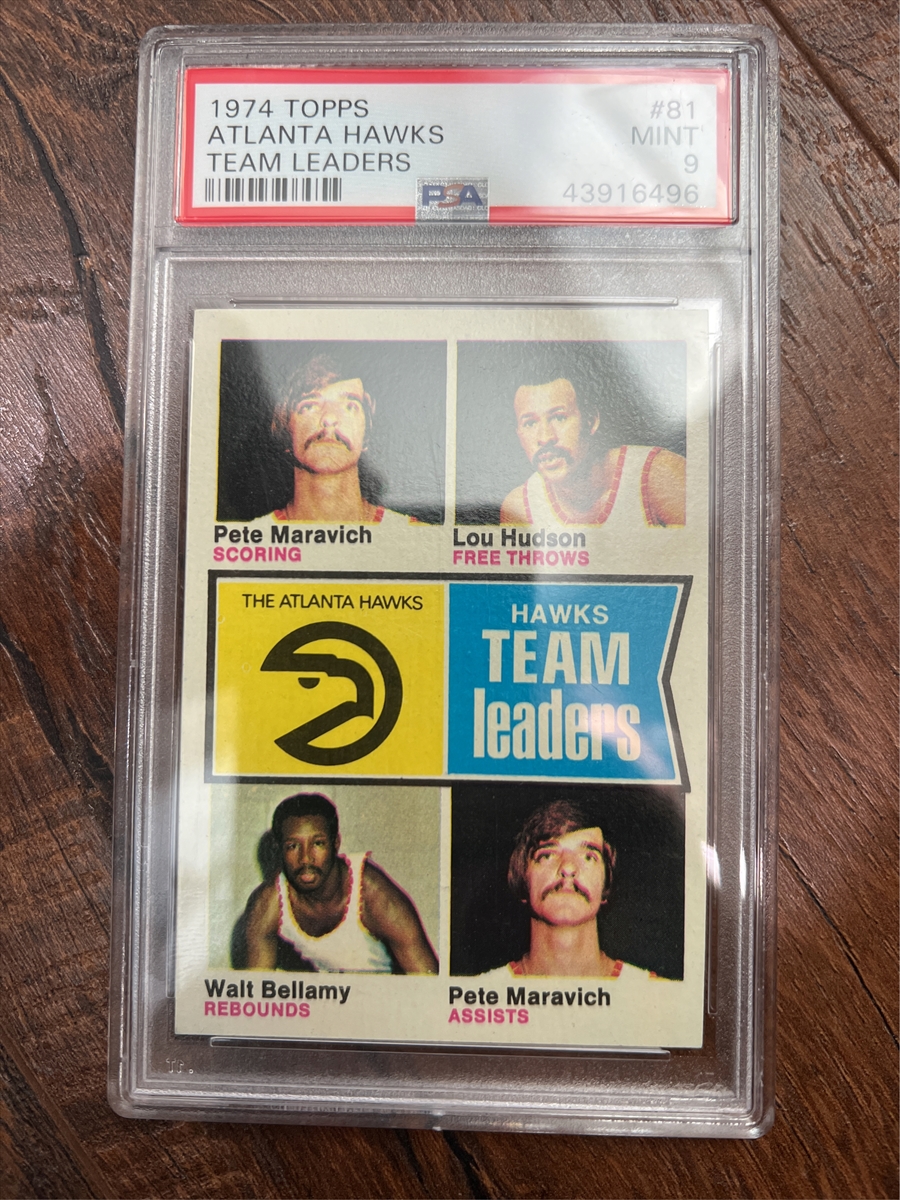 1974 TOPPS #81
ATLANTA HAWKS MINT
TEAM LEADERS 9
PSA 43916496
Pete Maravich Lou Hudson
SCORING FREE THROWS
THE ATLANTA HAWKS
HAWKS
TEAM
leaders
Walt Bellamy Pete Maravich
REBOUNDS ASSISTS